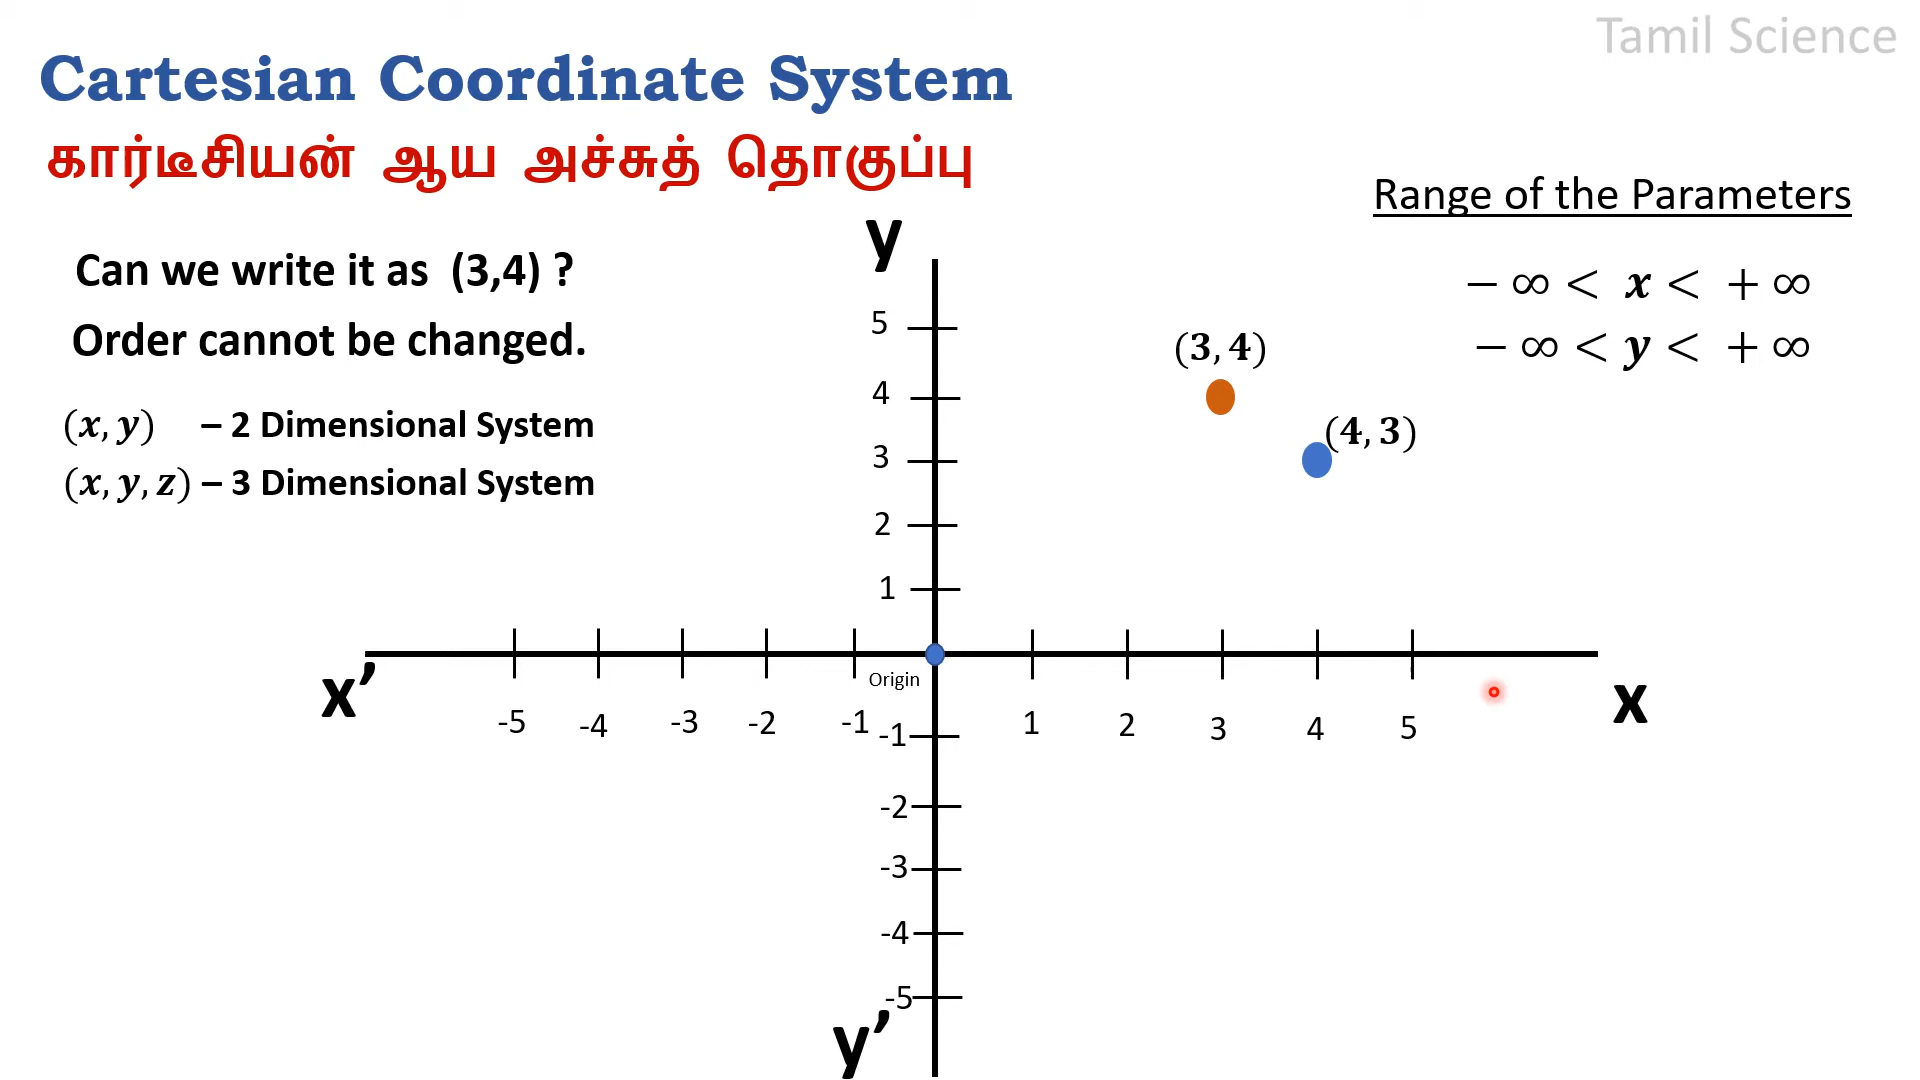 Tamil Science
Cartesian Coordinate System
கார்டீசியன் ஆய அச்சுத் தொகுப்பு
Can we write it as (3,4) ?
Order cannot be changed.
(x, y) – 2 Dimensional System
(x, y, z) – 3 Dimensional System
Range of the Parameters
− ∞ < x < + ∞
− ∞ < y < + ∞
y
5
4
3
2
1
(3, 4)
(4, 3)
x’
Origin
x
-5 -4 -3 -2 -1 1 2 3 4 5
-1
-2
-3
-4
-5
y’